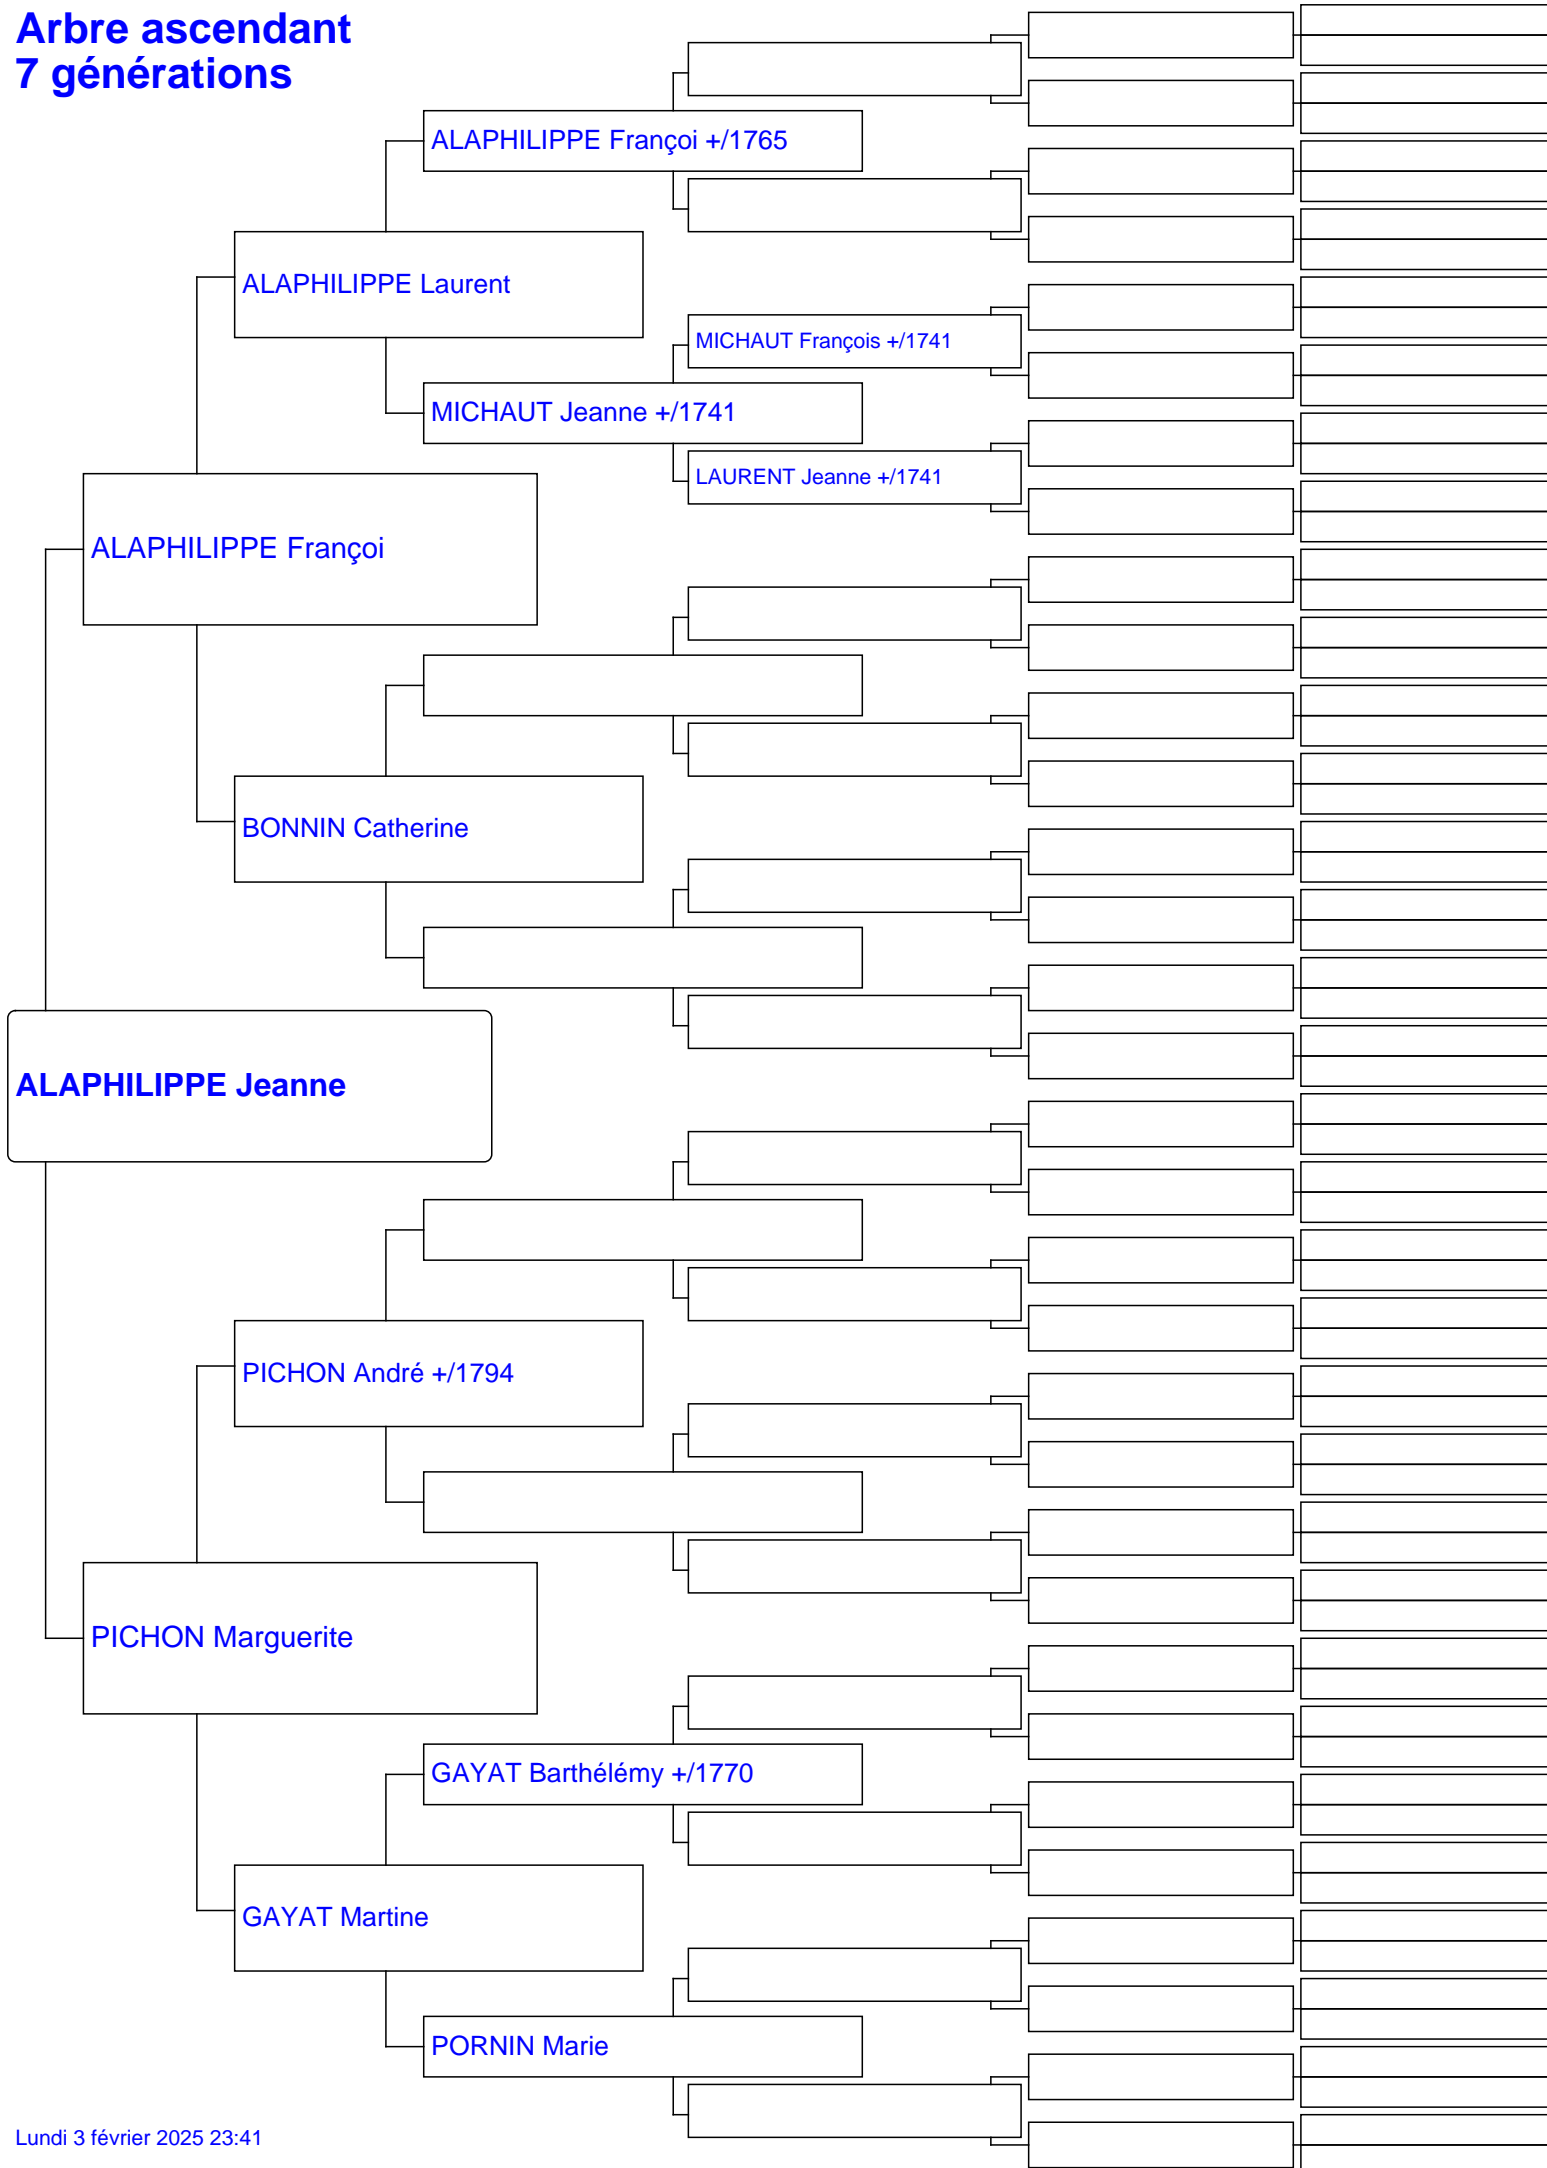 Arbre ascendant
7 générations
ALAPHILIPPE Françoi +/1765
ALAPHILIPPE Laurent
MICHAUT François +/1741
MICHAUT Jeanne +/1741
LAURENT Jeanne +/1741
ALAPHILIPPE Françoi
BONNIN Catherine
ALAPHILIPPE Jeanne
PICHON André +/1794
PICHON Marguerite
GAYAT Barthélémy +/1770
GAYAT Martine
PORNIN Marie
Lundi 3 février 2025 23:41